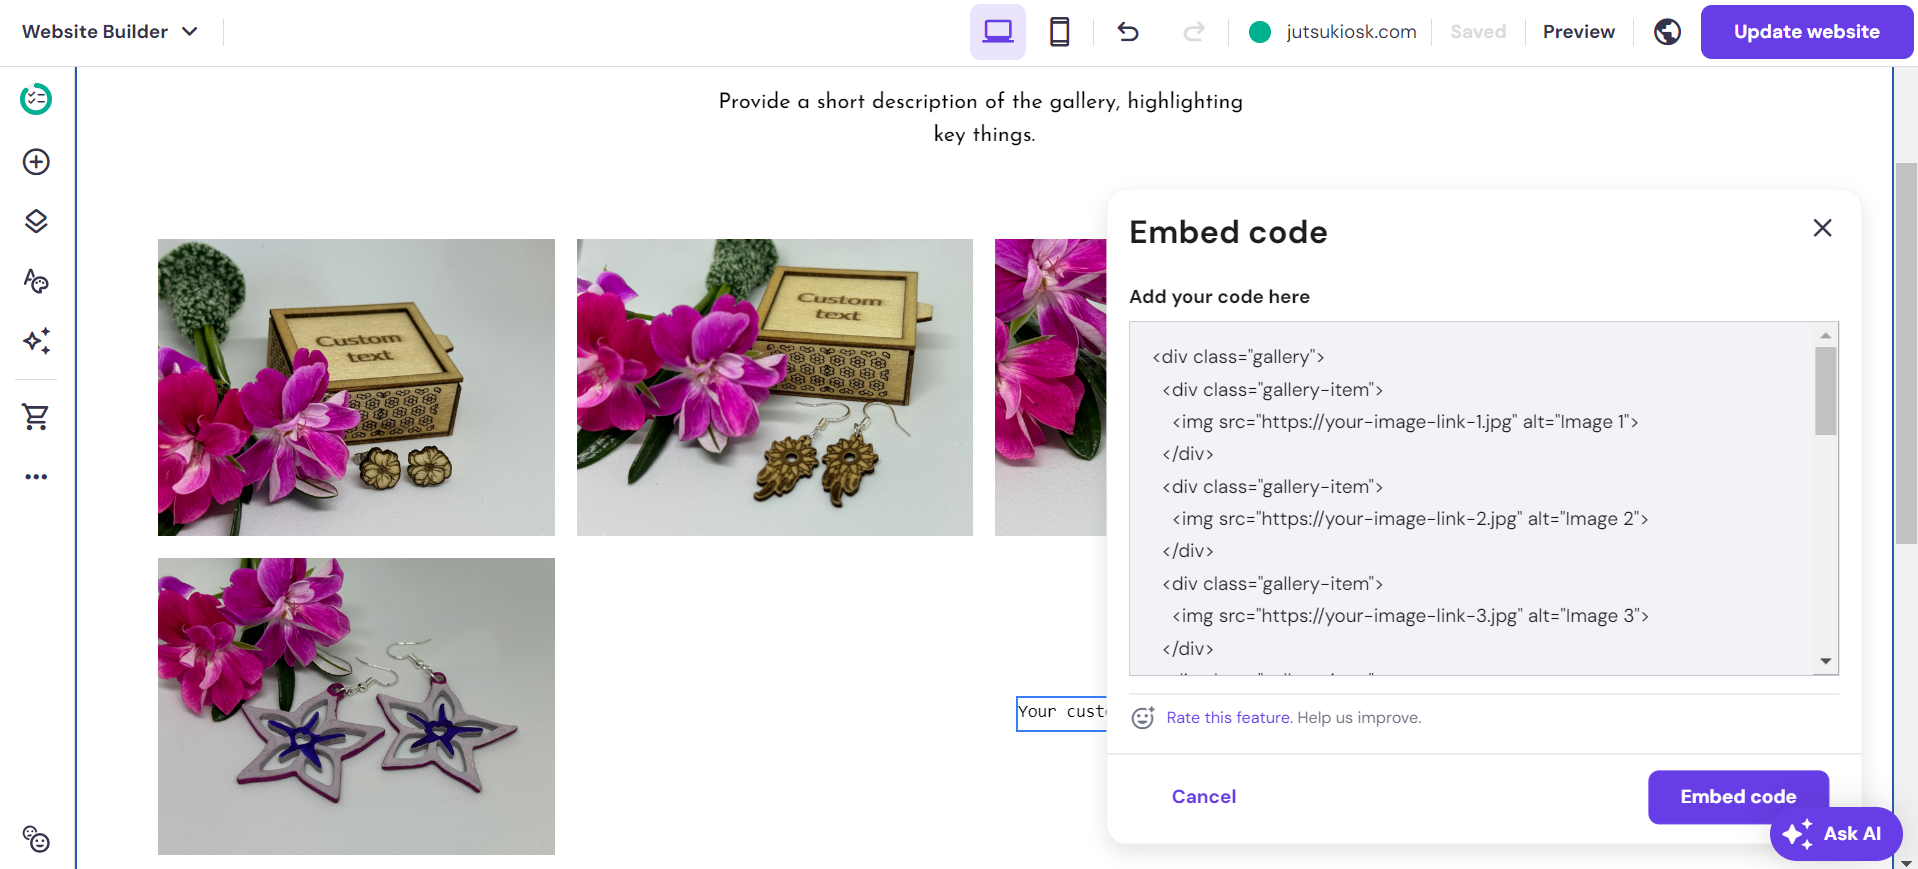 Website Builder
jutsukiosk.com
Saved
Preview
Update website
Provide a short description of the gallery, highlighting
key things.
Custom
text
Custom
text
Embed code
Add your code here
<div class="gallery">
<div class="gallery-item">
<img src="https://your-image-link-1.jpg" alt="Image 1">
</div>
<div class="gallery-item">
<img src="https://your-image-link-2.jpg" alt="Image 2">
</div>
<div class="gallery-item">
<img src="https://your-image-link-3.jpg" alt="Image 3">
</div>
Your custo
Rate this feature. Help us improve.
Cancel
Embed code
Ask AI